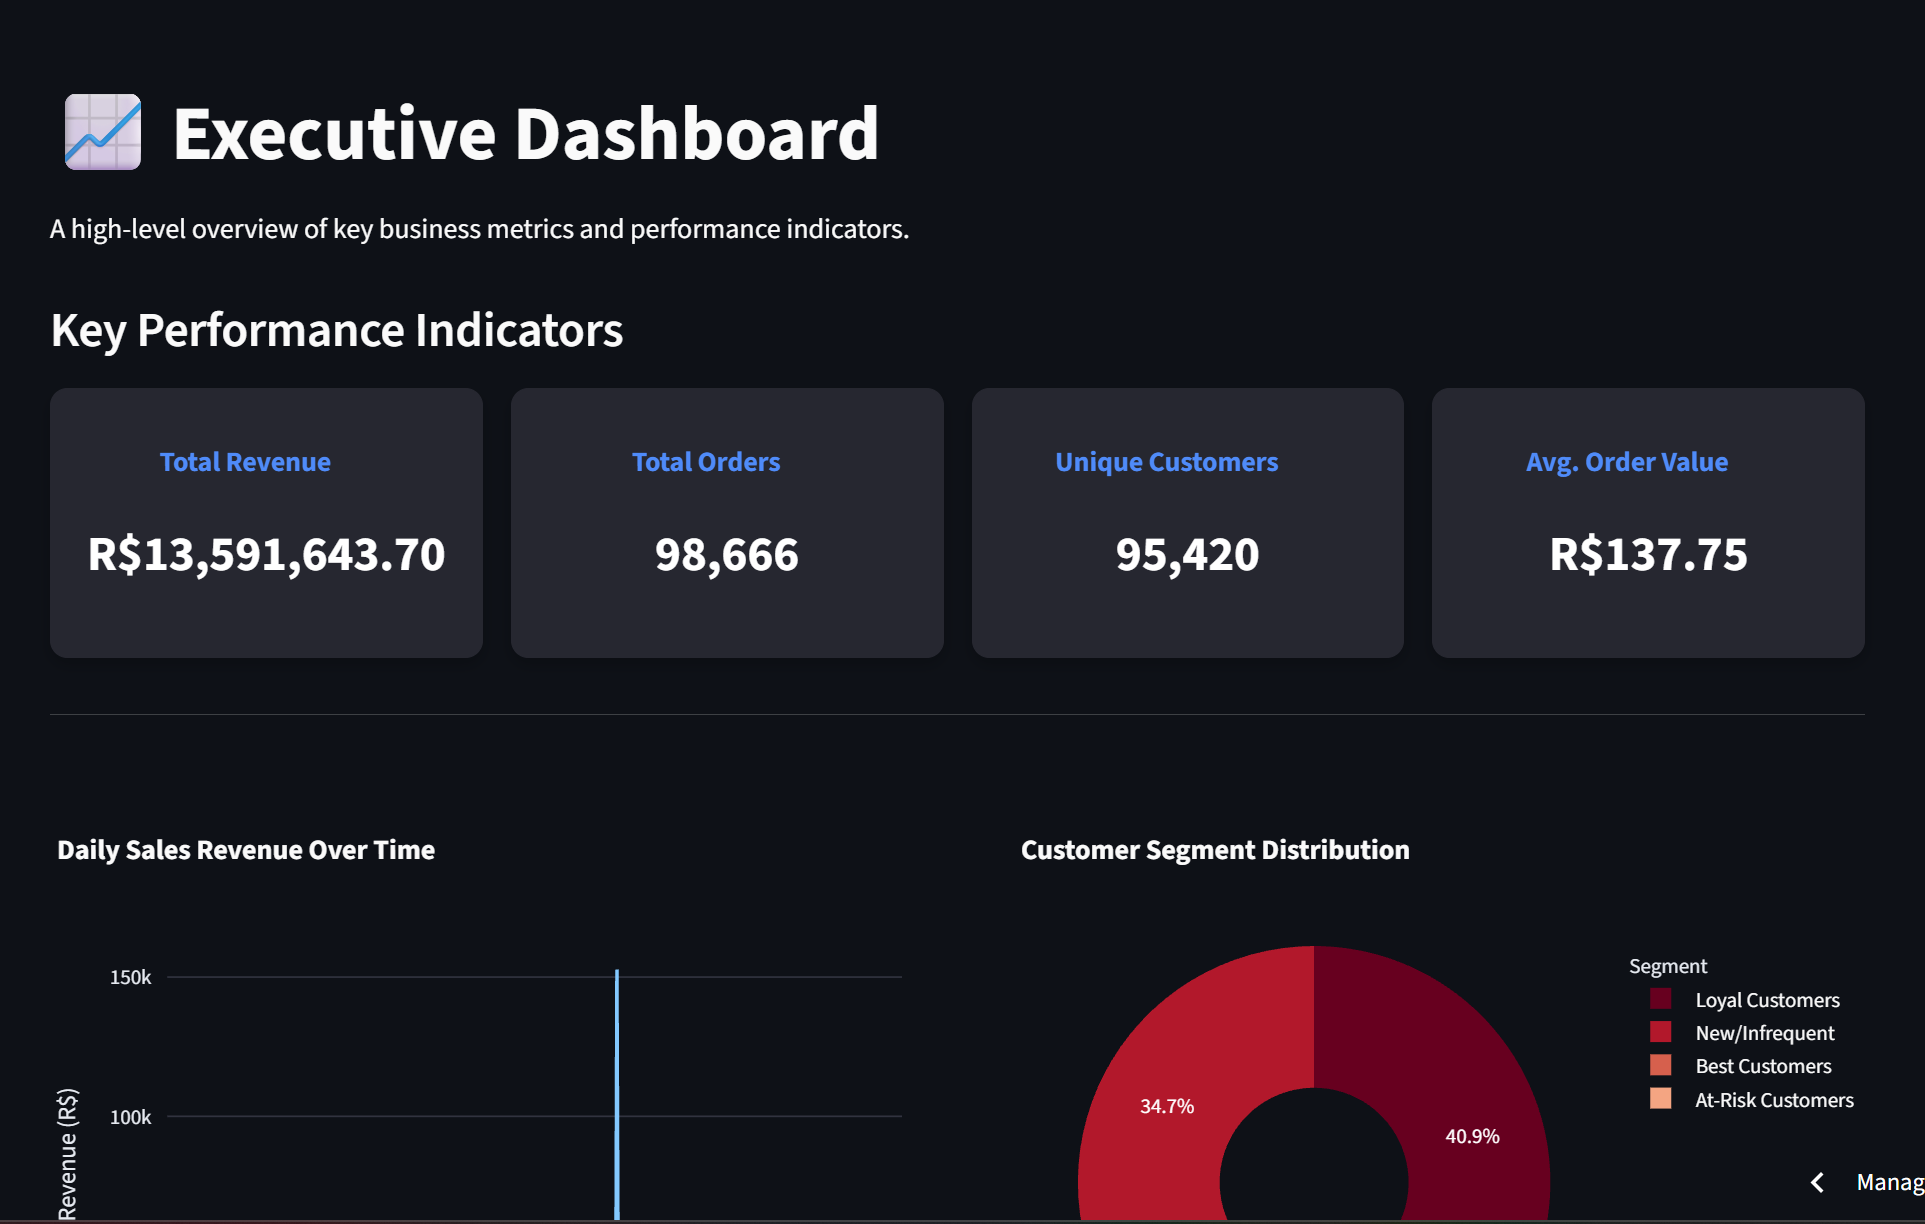 Executive Dashboard
A high-level overview of key business metrics and performance indicators.
Key Performance Indicators
Total Revenue
R$13,591,643.70
Total Orders
98,666
Unique Customers
95,420
Avg. Order Value
R$137.75
Daily Sales Revenue Over Time
150k
100k
Revenue (R$)
Customer Segment Distribution
34.7%
40.9%
Segment
Loyal Customers
New/Infrequent
Best Customers
At-Risk Customers
Manag